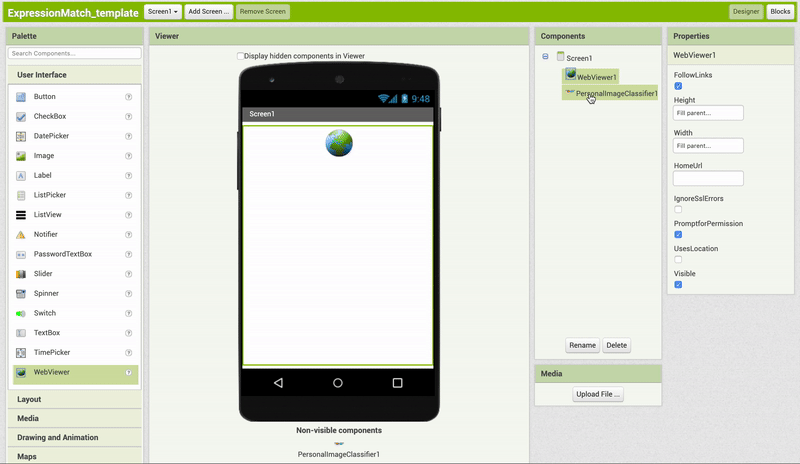 ExpressionMatch_template
Screen1
Add Screen ...
Remove Screen
Designer
Blocks
Palette
Search Components...
User Interface
Button ?
CheckBox ?
DatePicker ?
Image ?
Label ?
ListPicker ?
ListView ?
Notifier ?
PasswordTextBox ?
Slider ?
Spinner ?
Switch ?
TextBox ?
TimePicker ?
WebViewer ?
Layout
Media
Drawing and Animation
Maps
Viewer
Display hidden components in Viewer
9:48
Screen1
Non-visible components
PersonalImageClassifier1
Components
Screen1
WebViewer1
PersonalImageClassifier1
Rename
Delete
Media
Upload File ...
Properties
WebViewer1
FollowLinks
Height
Fill parent...
Width
Fill parent...
HomeUrl
IgnoreSslErrors
PromptforPermission
UsesLocation
Visible